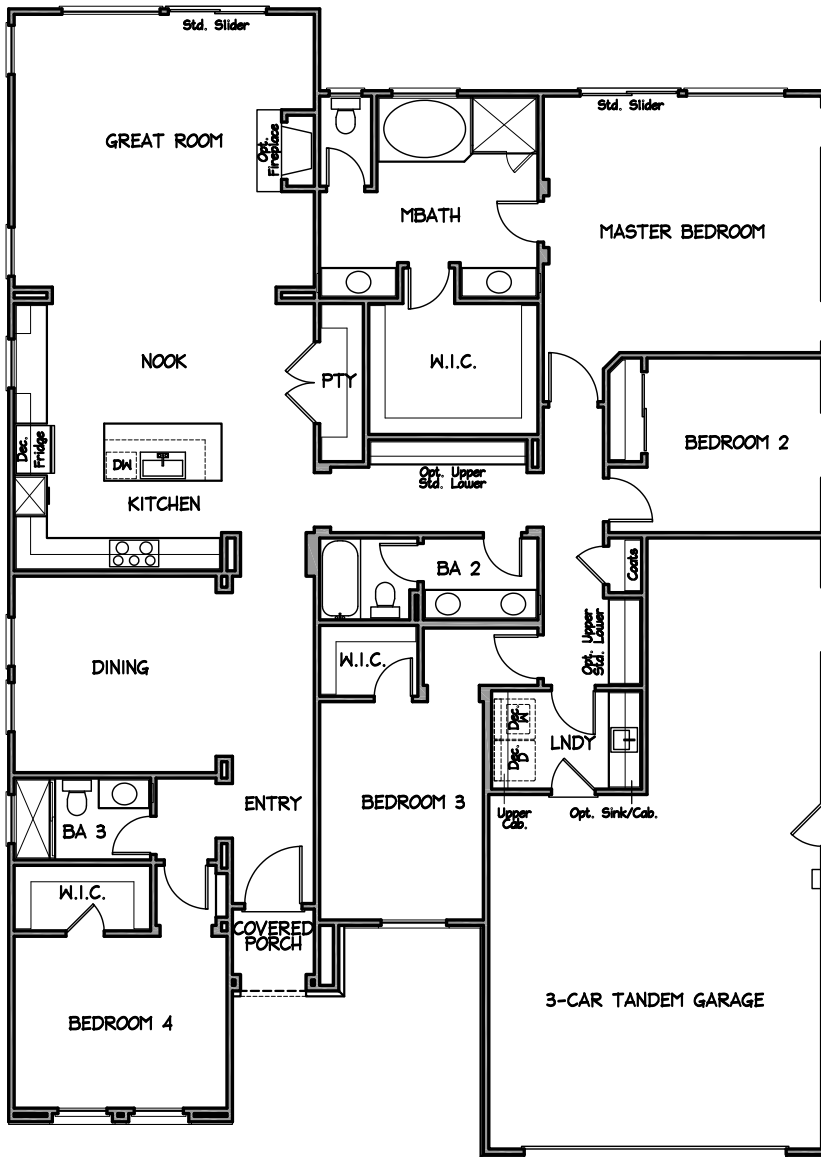 Std. Slider
GREAT ROOM
Opt.
Fireplace
MBATH
Std. Slider
MASTER BEDROOM
NOOK
PTY
W.I.C.
BEDROOM 2
Dec.
Fridge
DW
KITCHEN
Opt. Upper
Std. Lower
BA 2
Coats
DINING
W.I.C.
Opt. Upper
Std. Lower
Dec.
W
Dec.
D
LNDY
ENTRY
BEDROOM 3
Upper
Cab.
Opt. Sink/Cab.
BA 3
W.I.C.
COVERED
PORCH
BEDROOM 4
3-CAR TANDEM GARAGE